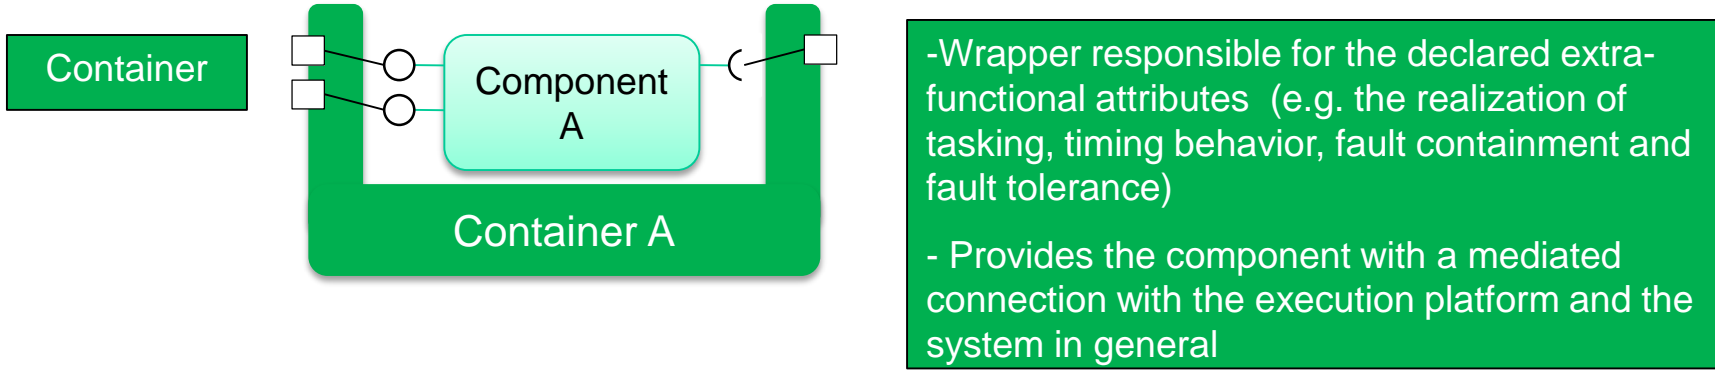 Container
Component
A
Container A
-Wrapper responsible for the declared extra-
functional attributes  (e.g. the realization of
tasking, timing behavior, fault containment and
fault tolerance)
- Provides the component with a mediated
connection with the execution platform and the
system in general